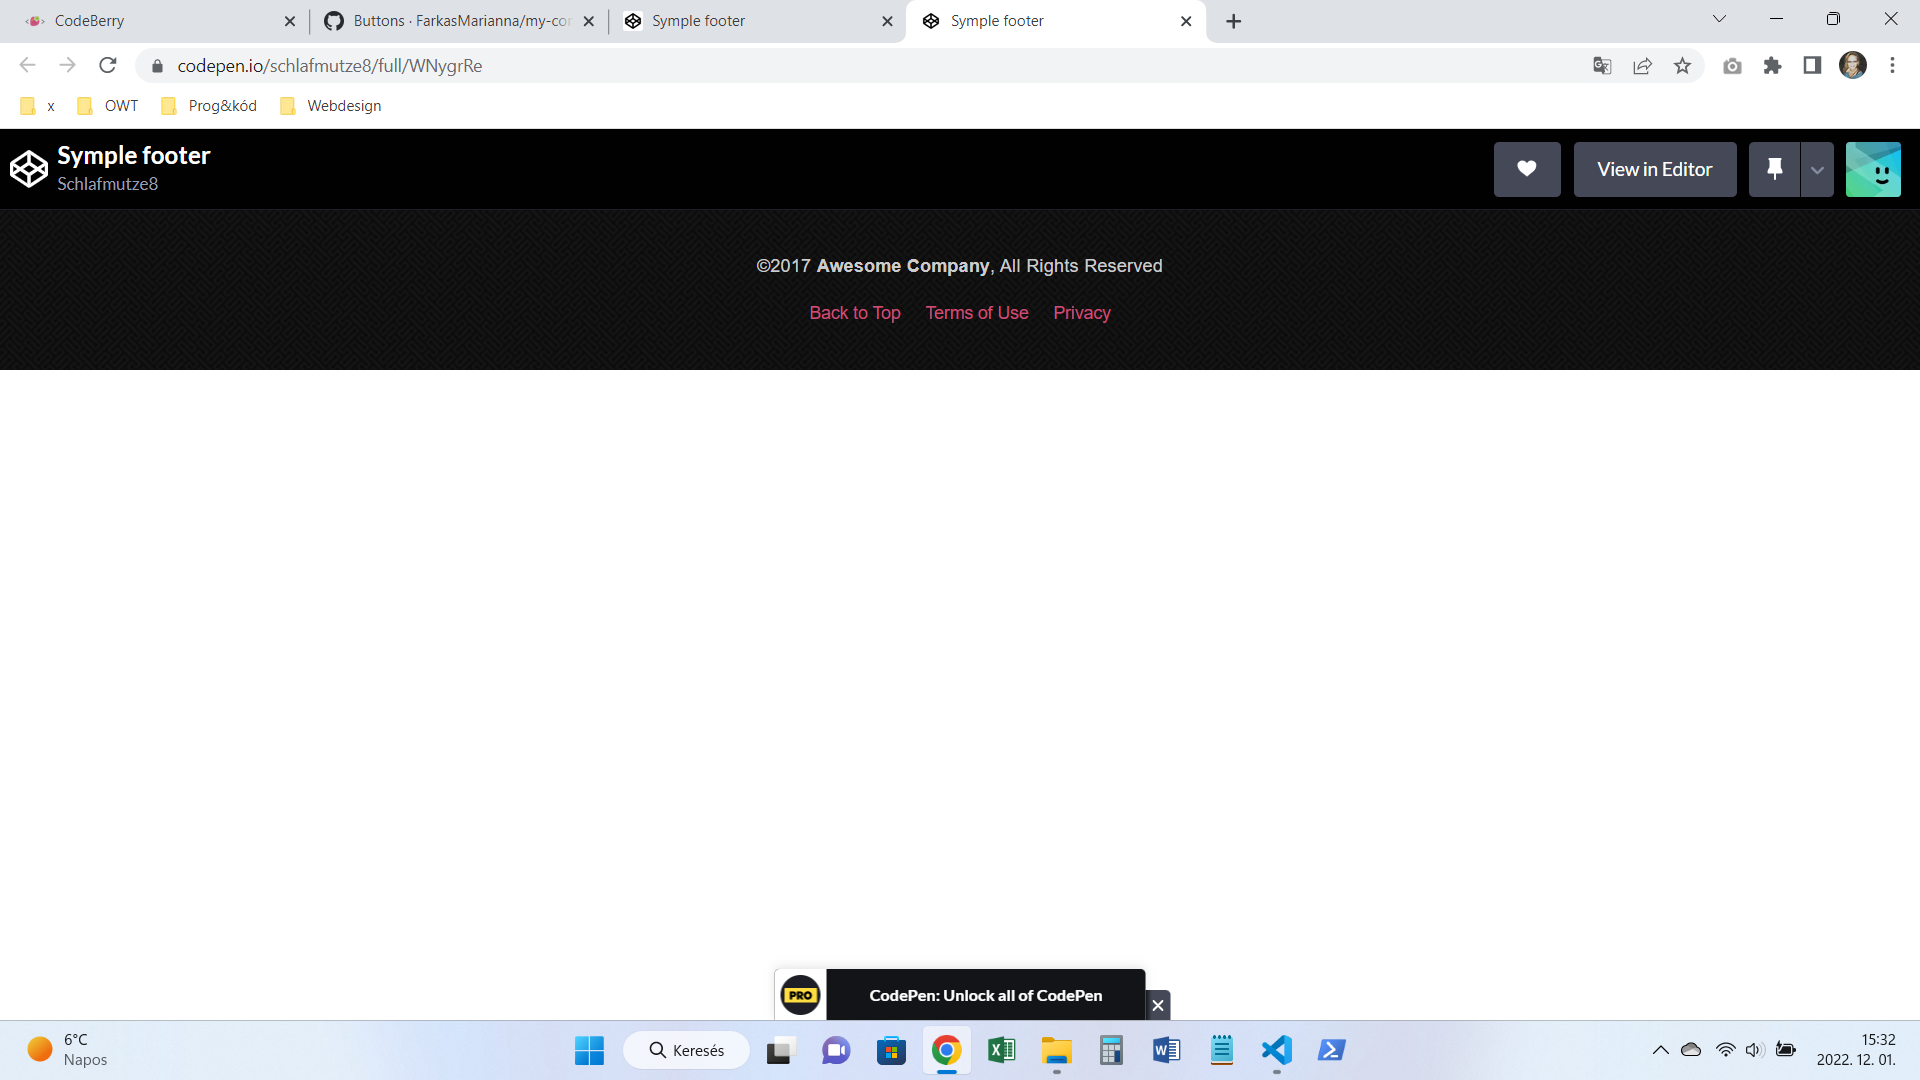 CodeBerry
Buttons · FarkasMarianna/my-cor
Symple footer
Symple footer
codepen.io/schlafmutze8/full/WNygrRe
x
OWT
Prog&kód
Webdesign
Symple footer
Schlafmutze8
View in Editor
©2017 Awesome Company, All Rights Reserved
Back to Top Terms of Use Privacy
PRO
CodePen: Unlock all of CodePen
6°C
Napos
Keresés
15:32
2022. 12. 01.